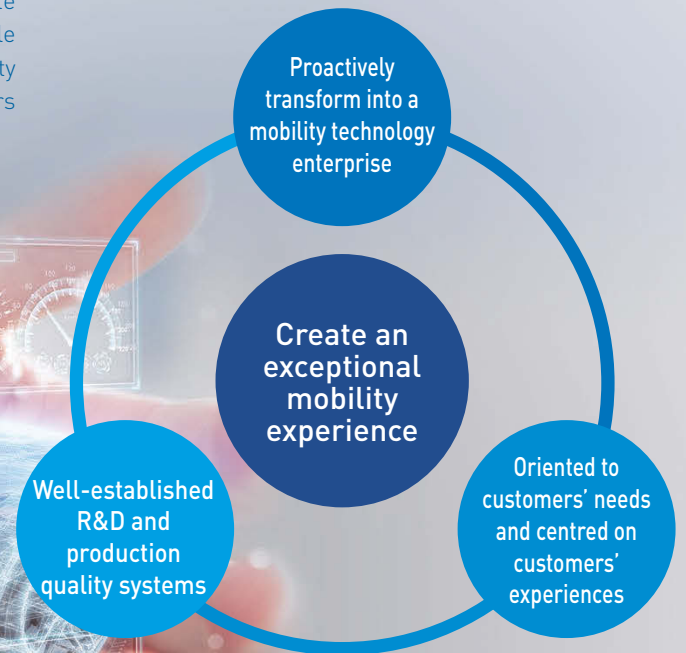 Proactively
transform into a
mobility technology
enterprise
Create an
exceptional
mobility
experience
Well-established
R&D and
production
quality systems
Oriented to
customers’ needs
and centred on
customers’
experiences